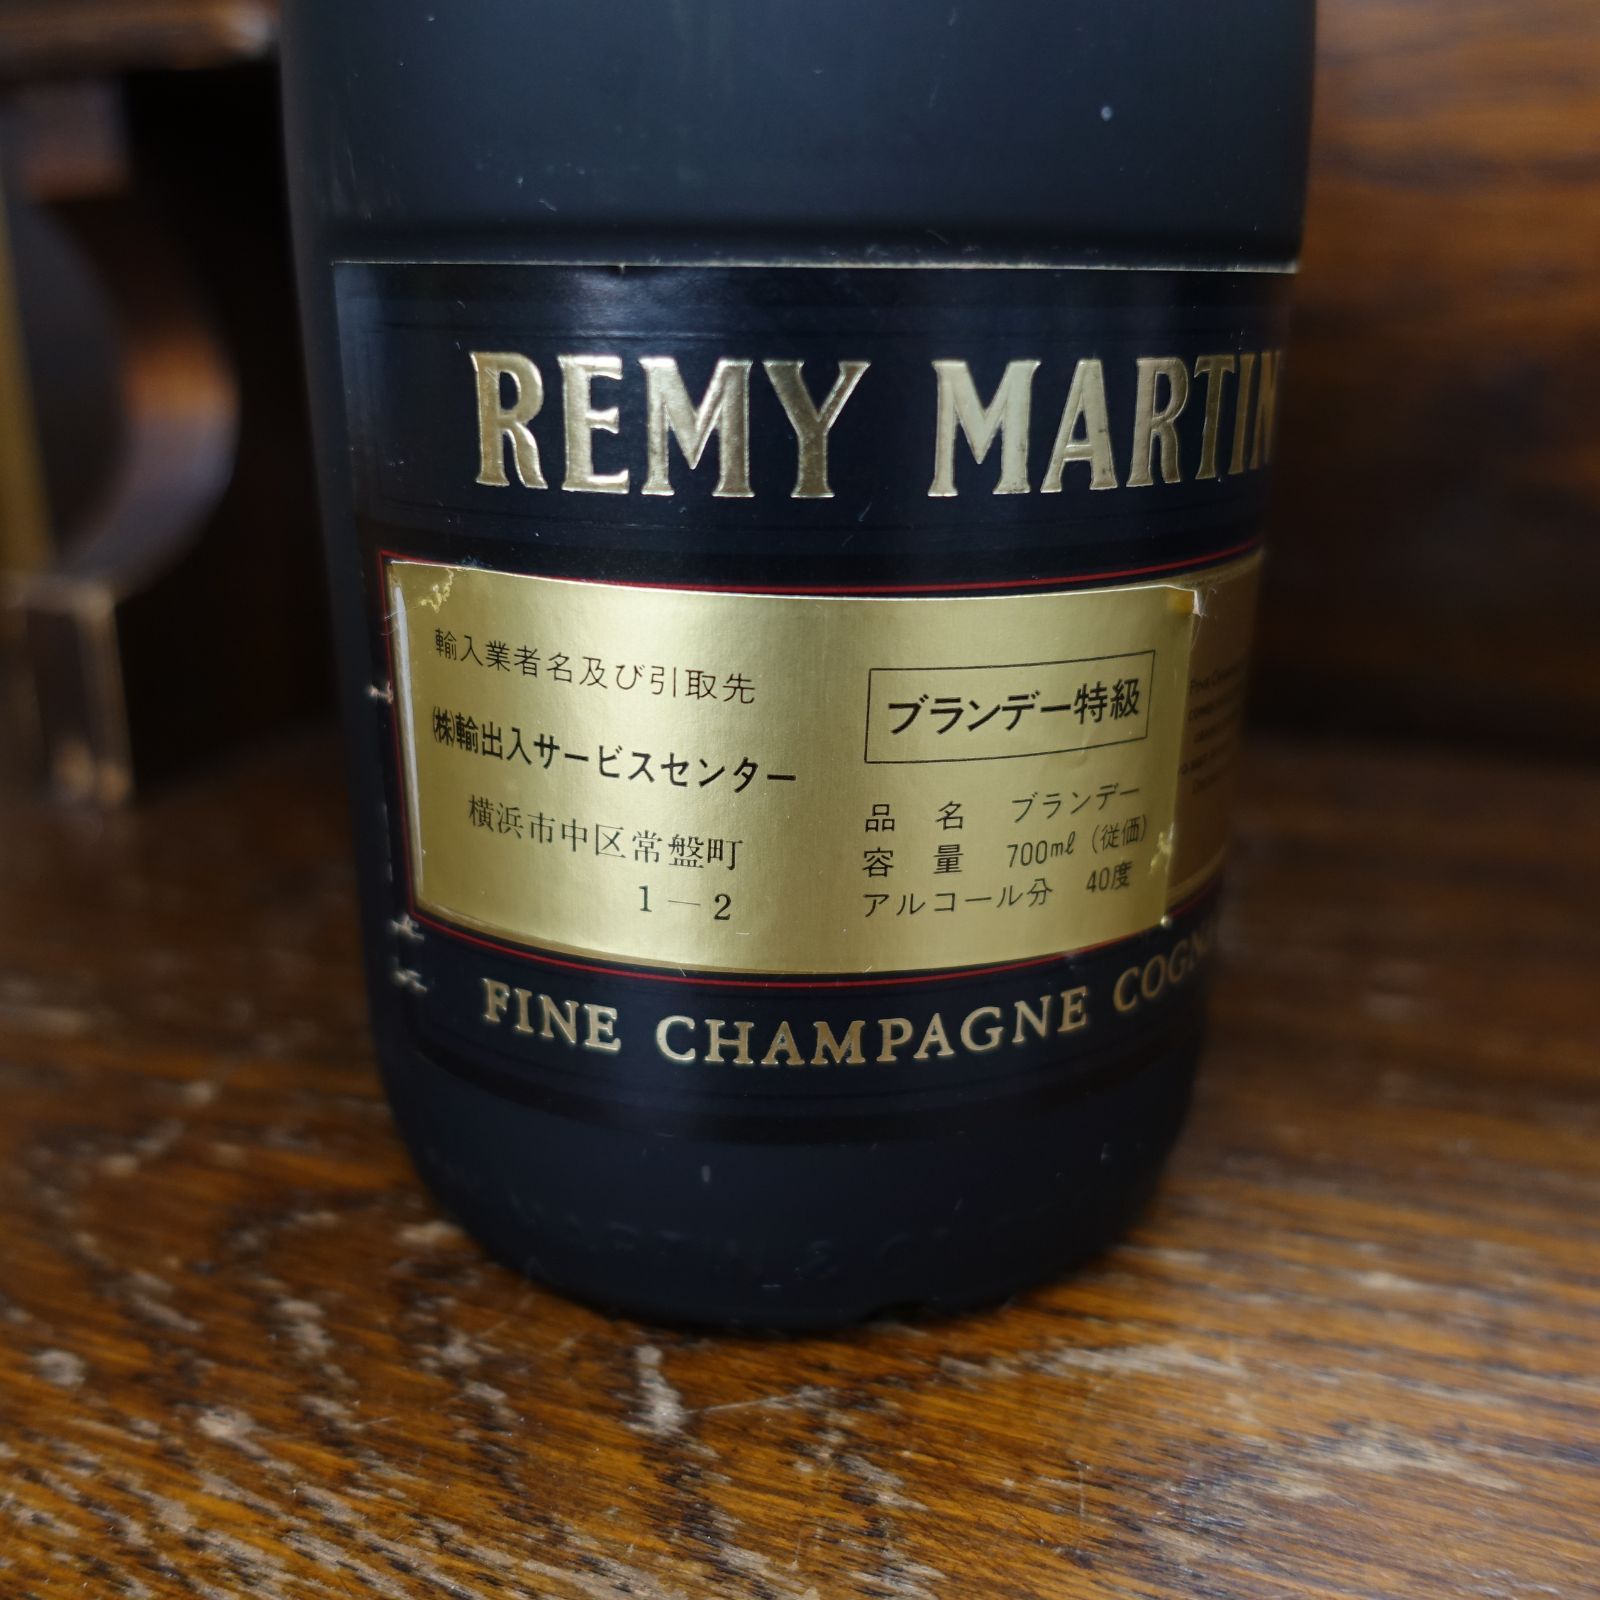 REMY MARTIN
輸入業者名及び引取先
(株)輸出入サービスセンター
横浜市中区常盤町
1—2
ブランデー特級
品 名 ブランデー
容 量 700ml (従価)
アルコール分 40度
FINE CHAMPAGNE